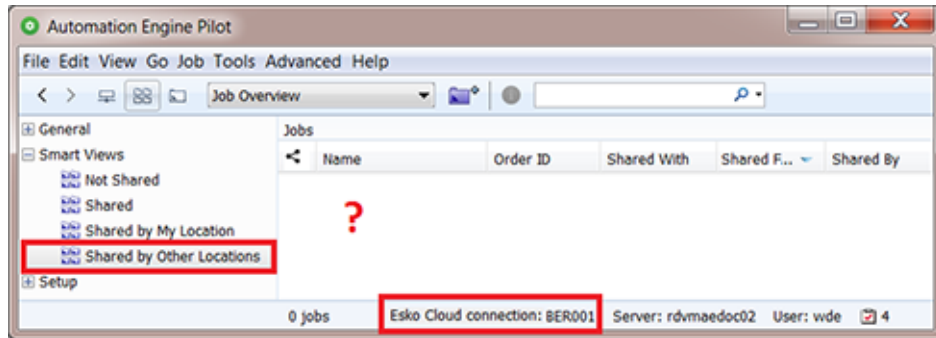 Automation Engine Pilot
File Edit View Go Job Tools Advanced Help
Job Overview
General
Jobs
Smart Views
Name Order ID Shared With Shared F... Shared By
Not Shared
Shared
Shared by My Location
?
Shared by Other Locations
Setup
0 jobs Esko Cloud connection: BER001 Server: rdvmaedoc02 User: wde 4